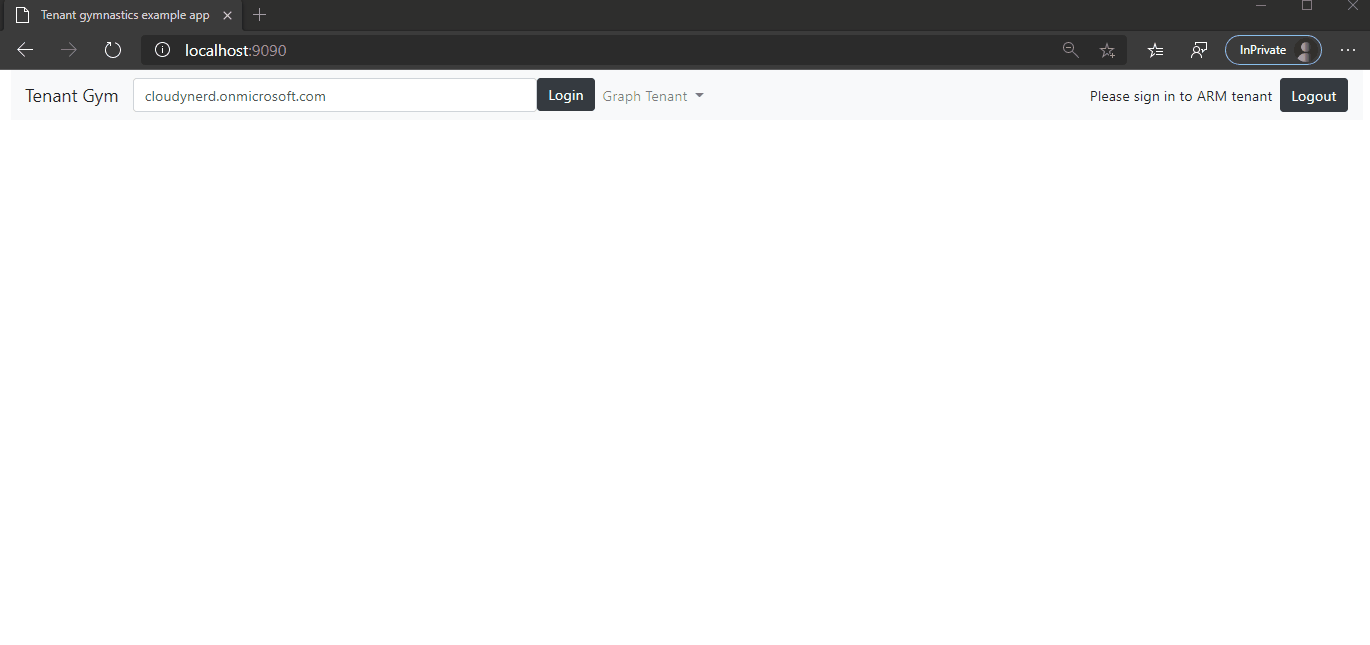 Tenant gymnastics example app
localhost:9090
InPrivate
Tenant Gym
cloudynerd.onmicrosoft.com
Login
Graph Tenant
Please sign in to ARM tenant
Logout